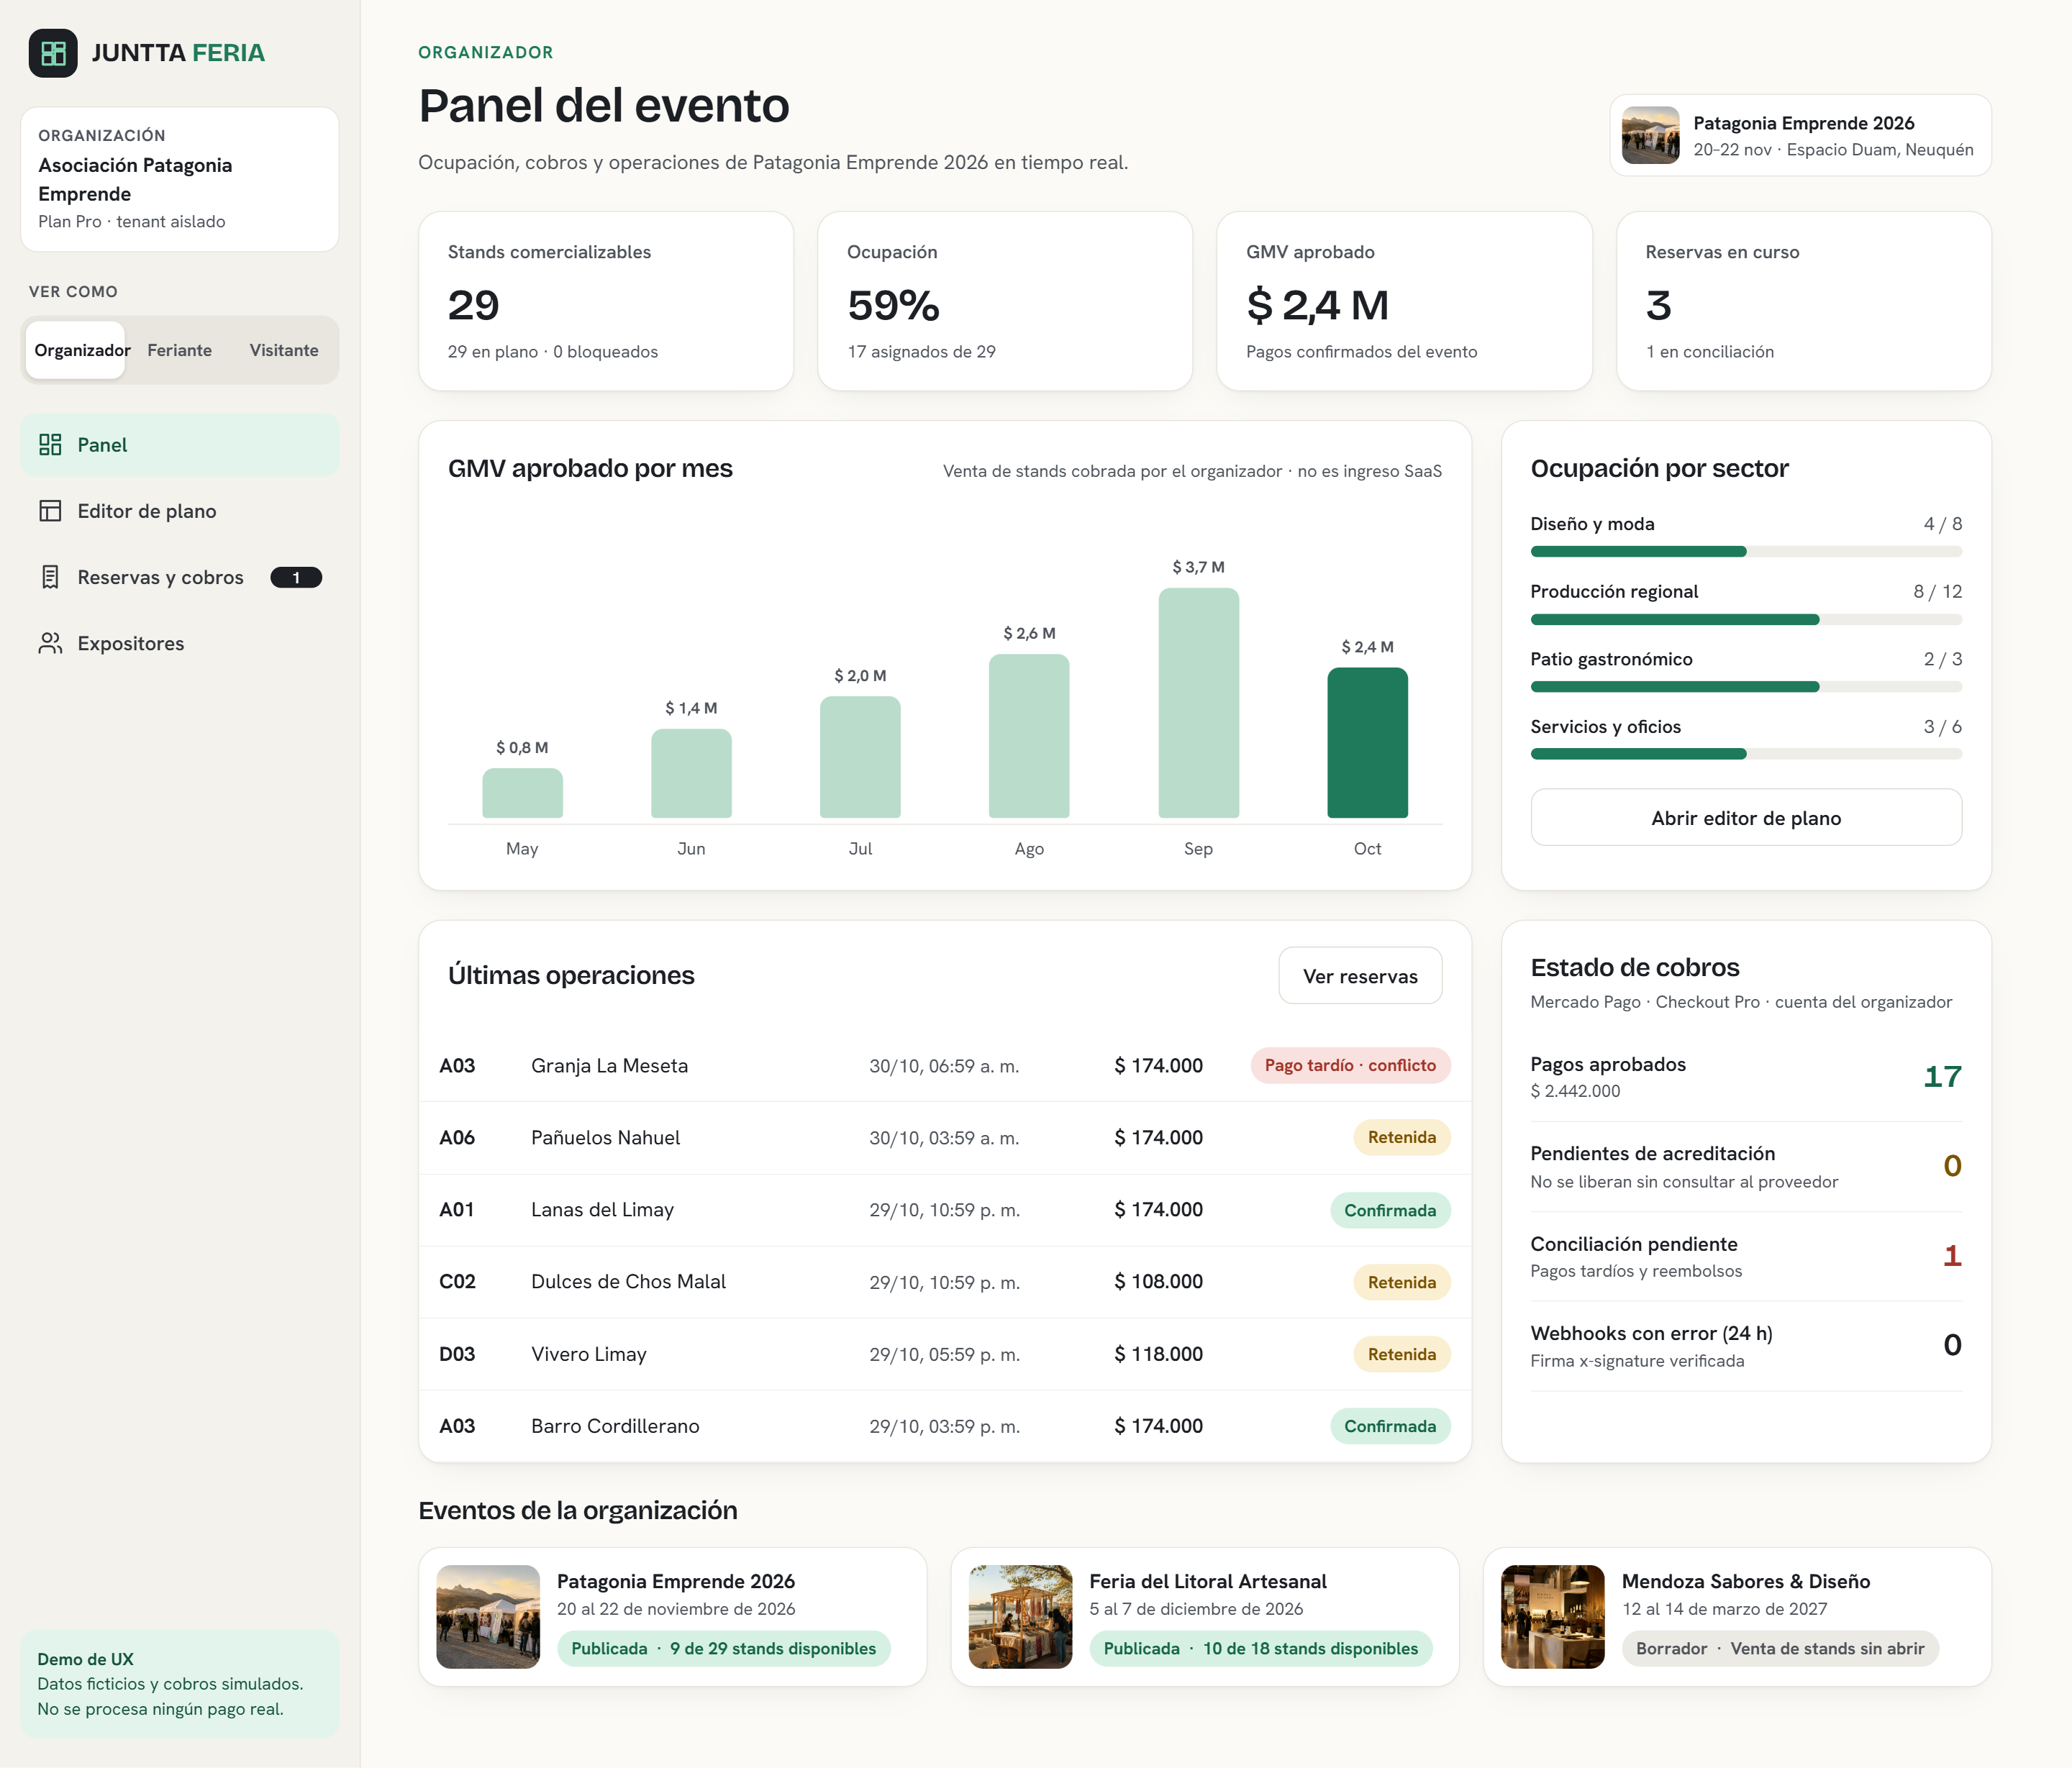 JUNTTA FERIA
ORGANIZACIÓN
Asociación Patagonia
Emprende
Plan Pro · tenant aislado
VER COMO
Organizador Feriante Visitante
Panel
Editor de plano
Reservas y cobros 1
Expositores
Demo de UX
Datos ficticios y cobros simulados.
No se procesa ningún pago real.
ORGANIZADOR
Panel del evento
Ocupación, cobros y operaciones de Patagonia Emprende 2026 en tiempo real.
Patagonia Emprende 2026
20–22 nov · Espacio Duam, Neuquén
Stands comercializables
29
29 en plano · 0 bloqueados
Ocupación
59%
17 asignados de 29
GMV aprobado
$ 2,4 M
Pagos confirmados del evento
Reservas en curso
3
1 en conciliación
GMV aprobado por mes
Venta de stands cobrada por el organizador · no es ingreso SaaS
$ 0,8 M
$ 1,4 M
$ 2,0 M
$ 2,6 M
$ 3,7 M
$ 2,4 M
May Jun Jul Ago Sep Oct
Ocupación por sector
Diseño y moda 4 / 8
Producción regional 8 / 12
Patio gastronómico 2 / 3
Servicios y oficios 3 / 6
Abrir editor de plano
Últimas operaciones
Ver reservas
A03 Granja La Meseta 30/10, 06:59 a. m. $ 174.000 Pago tardío · conflicto
A06 Pañuelos Nahuel 30/10, 03:59 a. m. $ 174.000 Retenida
A01 Lanas del Limay 29/10, 10:59 p. m. $ 174.000 Confirmada
C02 Dulces de Chos Malal 29/10, 10:59 p. m. $ 108.000 Retenida
D03 Vivero Limay 29/10, 05:59 p. m. $ 118.000 Retenida
A03 Barro Cordillerano 29/10, 03:59 p. m. $ 174.000 Confirmada
Estado de cobros
Mercado Pago · Checkout Pro · cuenta del organizador
Pagos aprobados 17
$ 2.442.000
Pendientes de acreditación 0
No se liberan sin consultar al proveedor
Conciliación pendiente 1
Pagos tardíos y reembolsos
Webhooks con error (24 h) 0
Firma x-signature verificada
Eventos de la organización
Patagonia Emprende 2026
20 al 22 de noviembre de 2026
Publicada · 9 de 29 stands disponibles
Feria del Litoral Artesanal
5 al 7 de diciembre de 2026
Publicada · 10 de 18 stands disponibles
Mendoza Sabores & Diseño
12 al 14 de marzo de 2027
Borrador · Venta de stands sin abrir